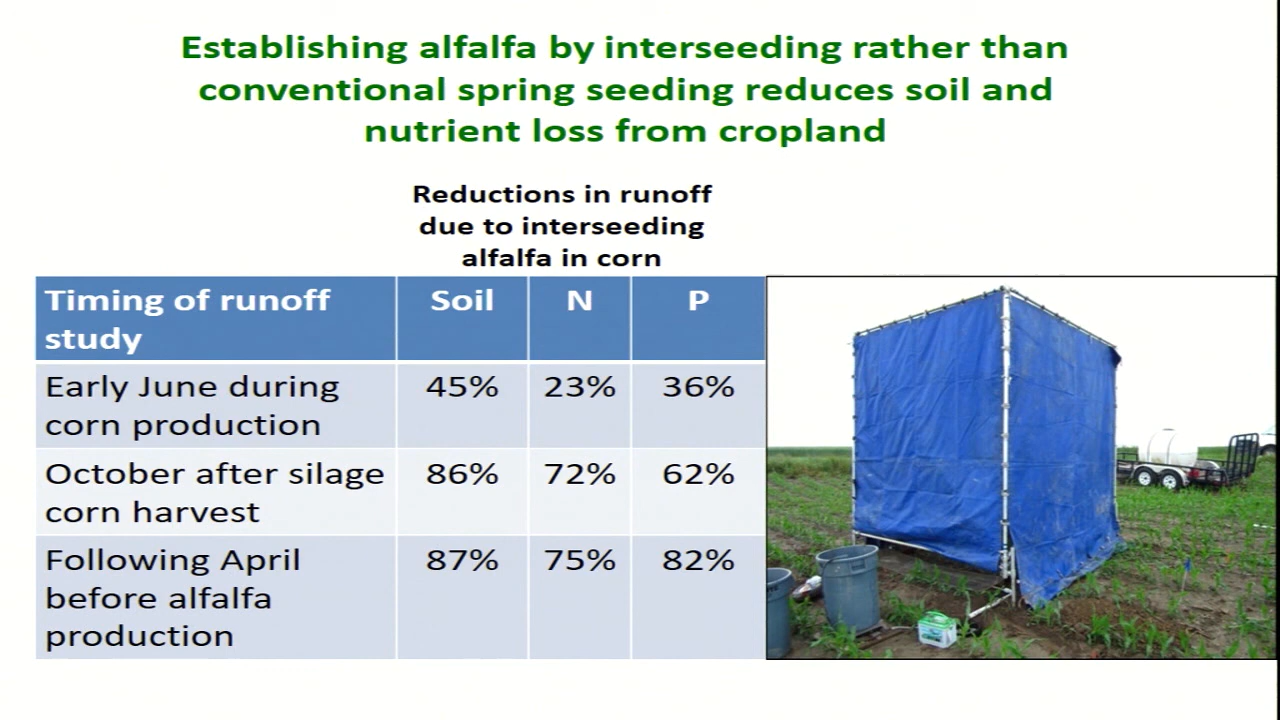 Establishing alfalfa by interseeding rather than
conventional spring seeding reduces soil and
nutrient loss from cropland
Reductions in runoff
due to interseeding
alfalfa in corn
Timing of runoff
study
Soil
N
P
Early June during
corn production
45%
23%
36%
October after silage
corn harvest
86%
72%
62%
Following April
before alfalfa
production
87%
75%
82%